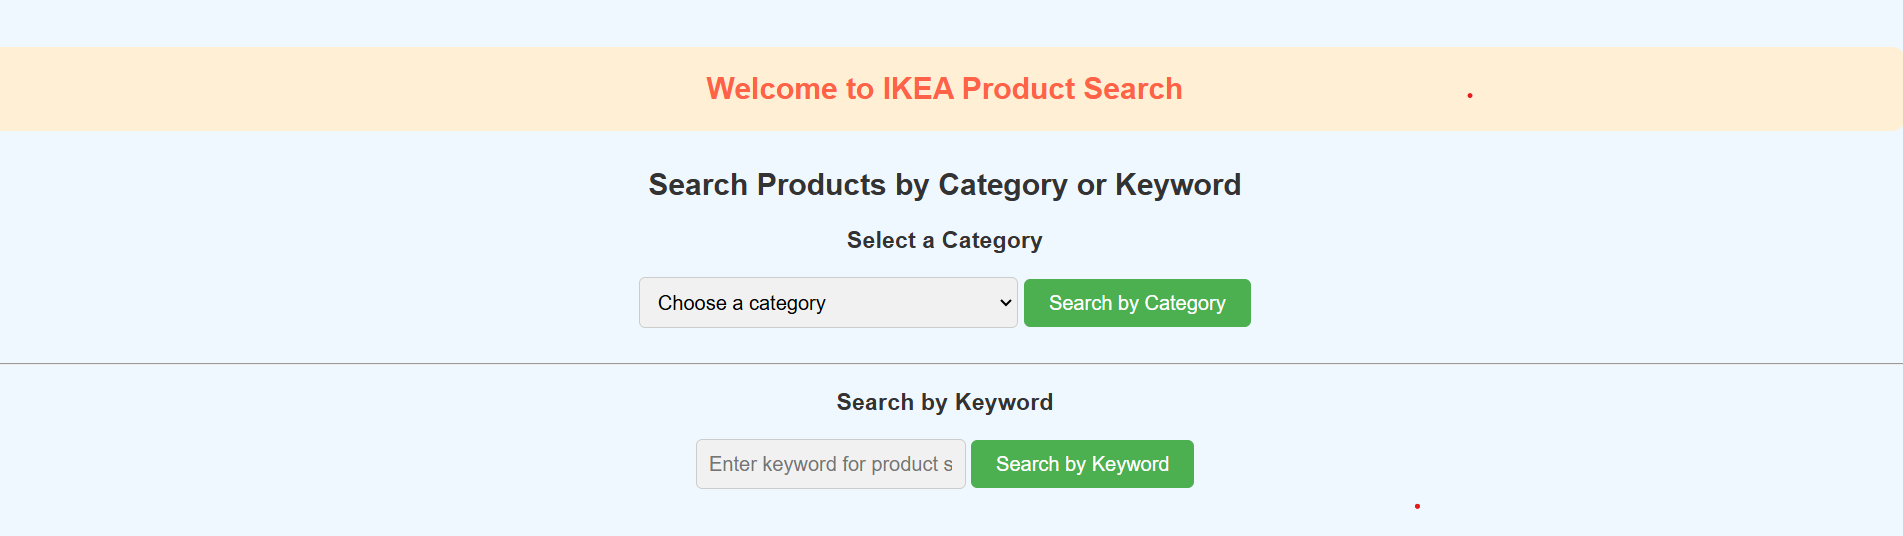 Welcome to IKEA Product Search
Search Products by Category or Keyword
Select a Category
Choose a category Search by Category
Search by Keyword
Enter keyword for product s Search by Keyword